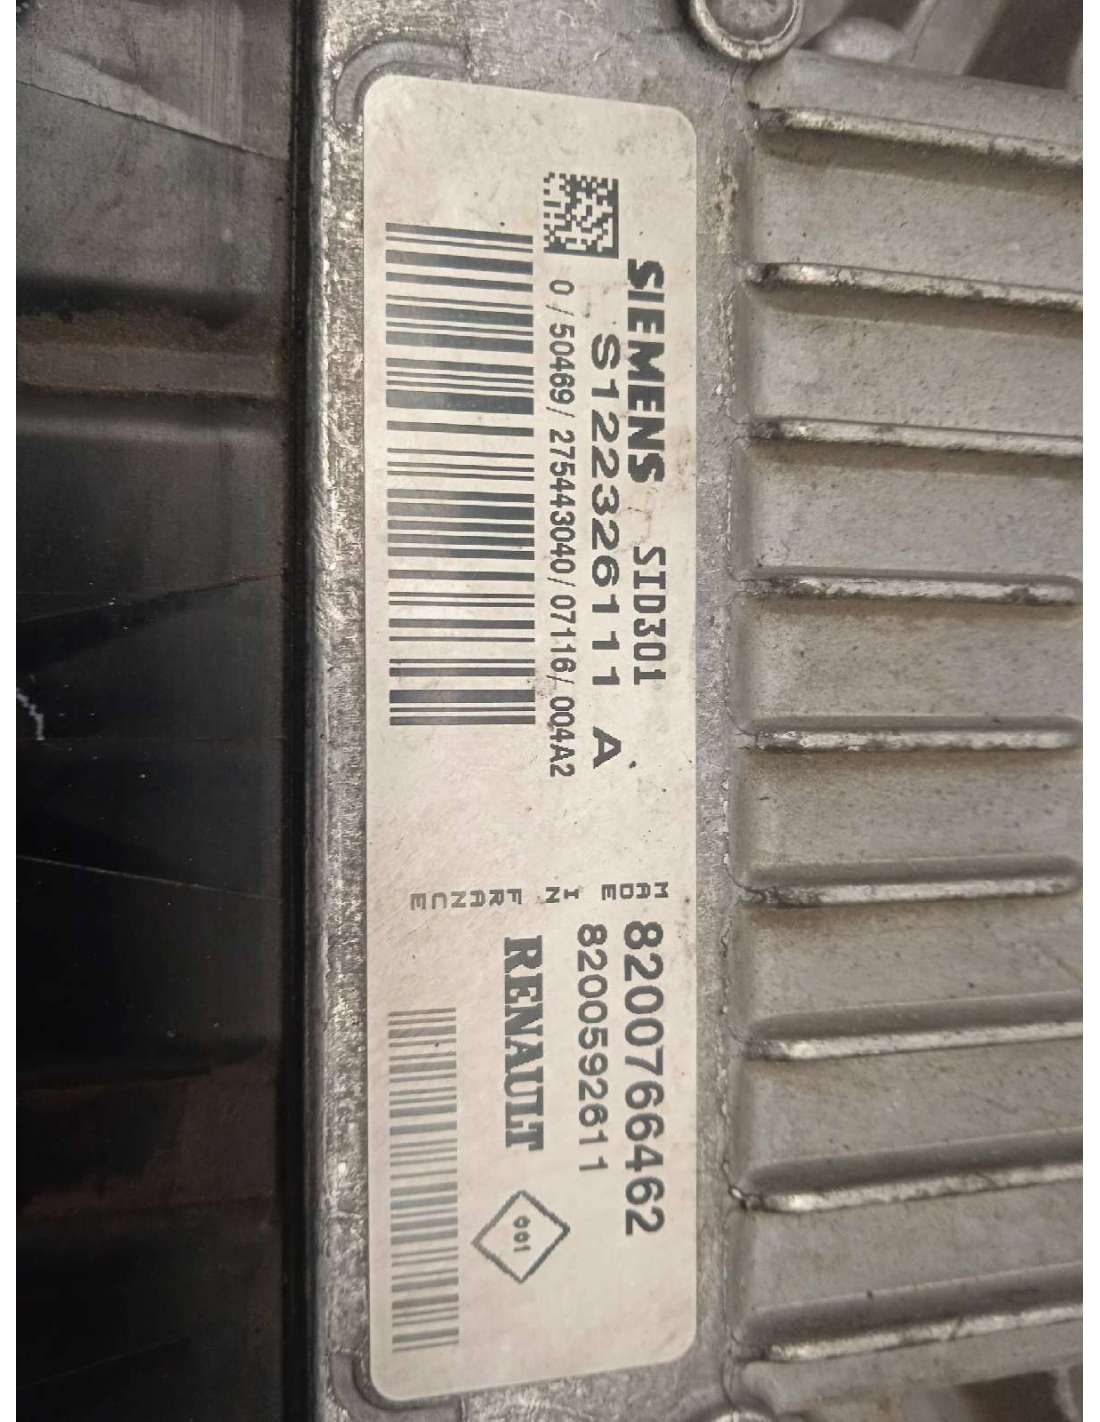 SIEMENS SID301
S122326111 A
0/50469/275443040/07116/004A2
MADE IN FRANCE
8200766462
8200592611
RENAULT
001